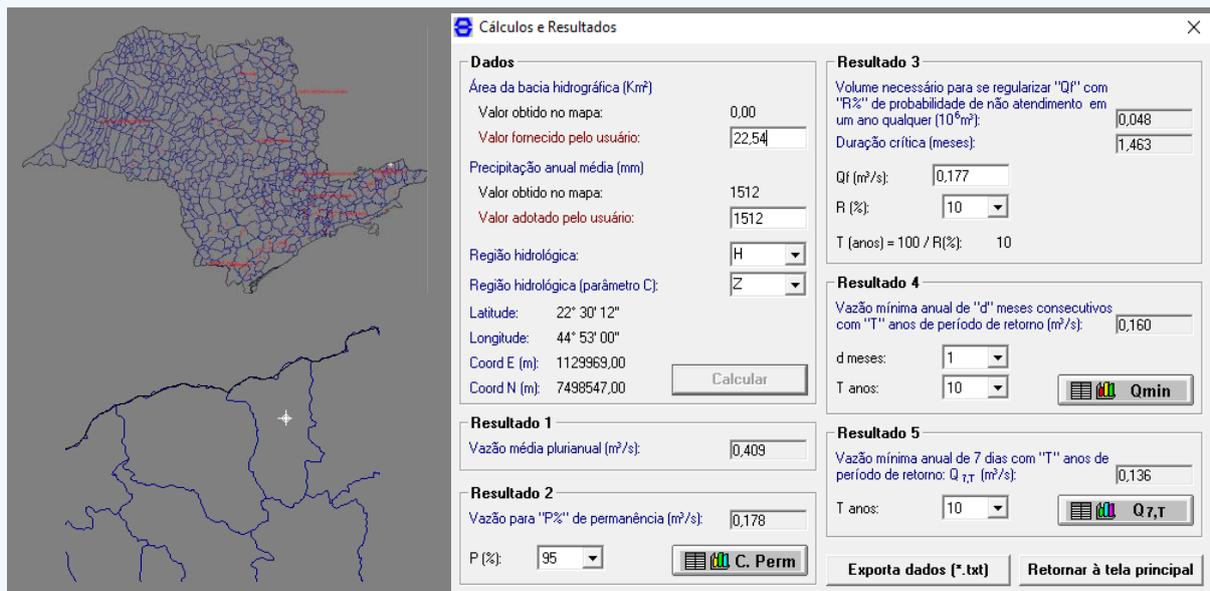 Cálculos e Resultados
Dados
Área da bacia hidrográfica (Km²)
Valor obtido no mapa: 0,00
Valor fornecido pelo usuário: 22,54
Precipitação anual média (mm)
Valor obtido no mapa: 1512
Valor adotado pelo usuário: 1512
Região hidrológica: H
Região hidrológica (parâmetro C): Z
Latitude: 22° 30' 12"
Longitude: 44° 53' 00"
Coord E (m): 1129969,00
Coord N (m): 7498547,00
Calcular
Resultado 1
Vazão média plurianual (m³/s): 0,409
Resultado 2
Vazão para "P%" de permanência (m³/s): 0,178
P (%): 95
C. Perm
Resultado 3
Volume necessário para se regularizar "Qf" com
"R%" de probabilidade de não atendimento em
um ano qualquer (10⁶m³): 0,048
Duração crítica (meses): 1,463
Qf (m³/s): 0,177
R (%): 10
T (anos) = 100 / R(%): 10
Resultado 4
Vazão mínima anual de "d" meses consecutivos
com "T" anos de período de retorno (m³/s): 0,160
d meses: 1
T anos: 10
Qmin
Resultado 5
Vazão mínima anual de 7 dias com "T" anos de
período de retorno: Q 7,T (m³/s): 0,136
T anos: 10
Q 7,T
Exporta dados (*.txt)
Retornar à tela principal